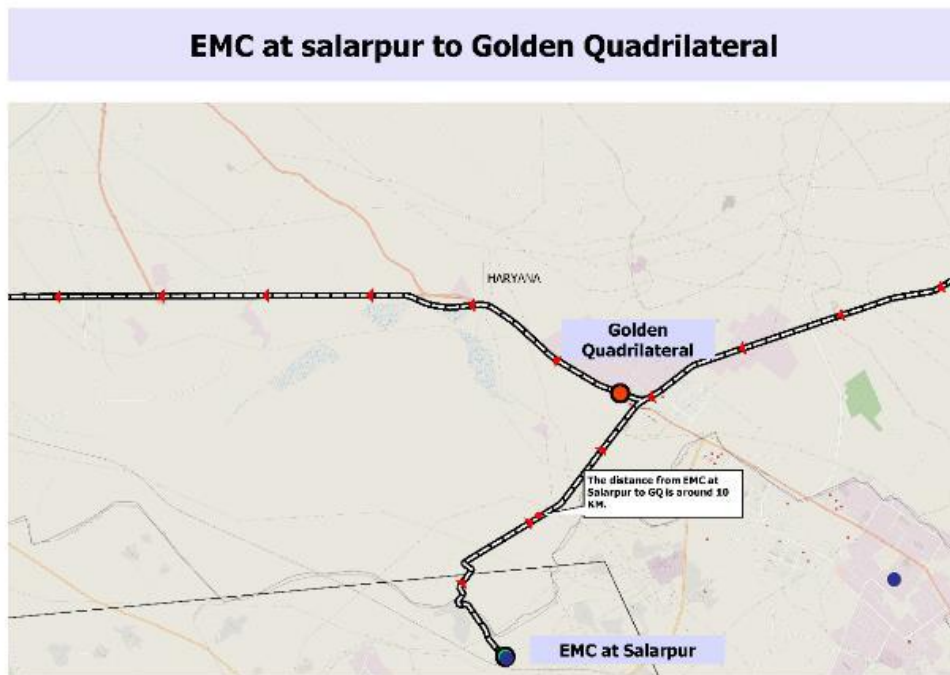 EMC at salarpur to Golden Quadrilateral
HARYANA
Golden
Quadrilateral
The distance from EMC at
Salarpur to GQ is around 10
KM.
EMC at Salarpur